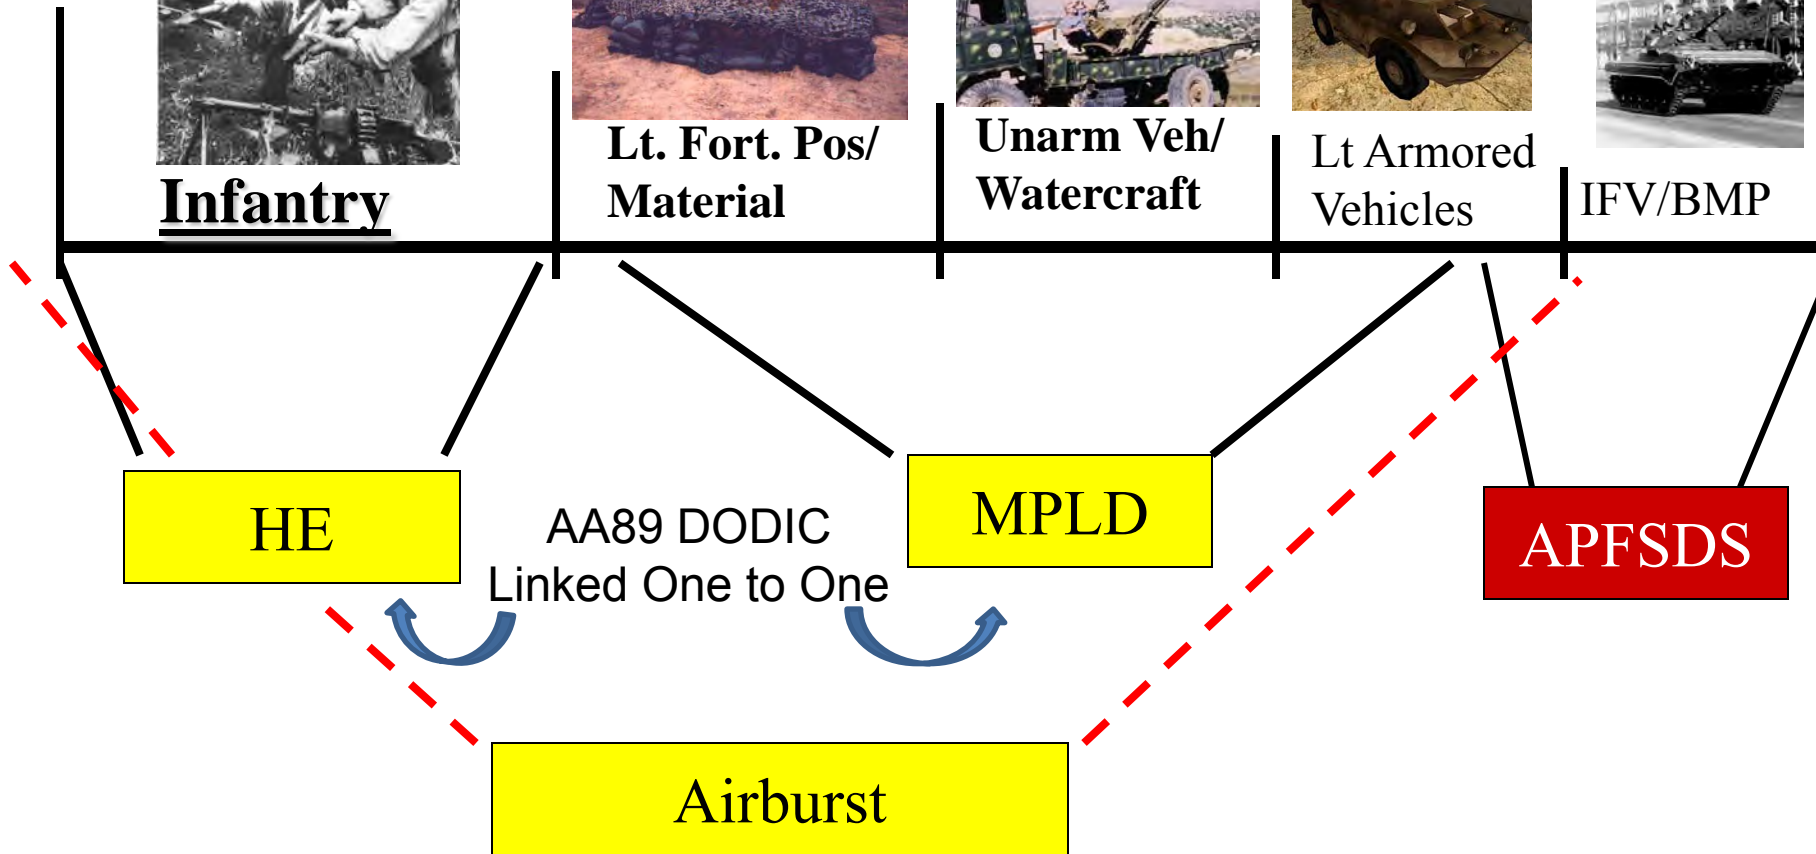 Infantry
Lt. Fort. Pos/
Material
Unarm Veh/
Watercraft
Lt Armored
Vehicles
IFV/BMP
HE
AA89 DODIC
Linked One to One
MPLD
APFSDS
Airburst